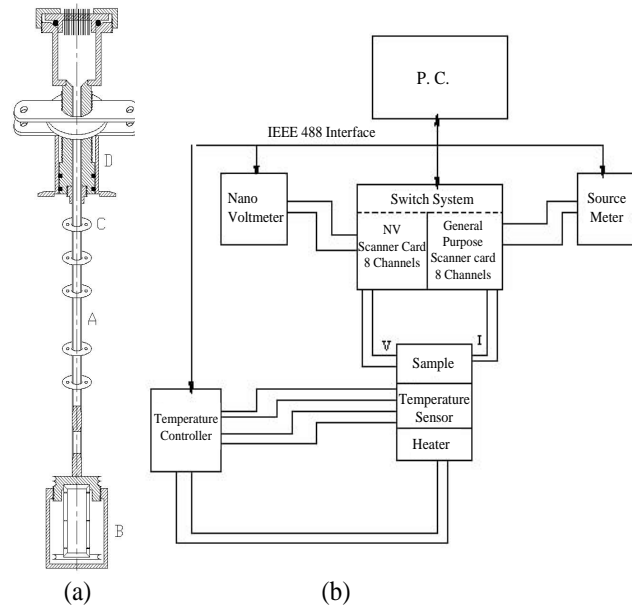 D
C
A
B
(a)
P. C.
IEEE 488 Interface
Nano
Voltmeter
Switch System
NV
Scanner Card
8 Channels
General
Purpose
Scanner card
8 Channels
Source
Meter
V
I
Sample
Temperature
Sensor
Heater
Temperature
Controller
(b)